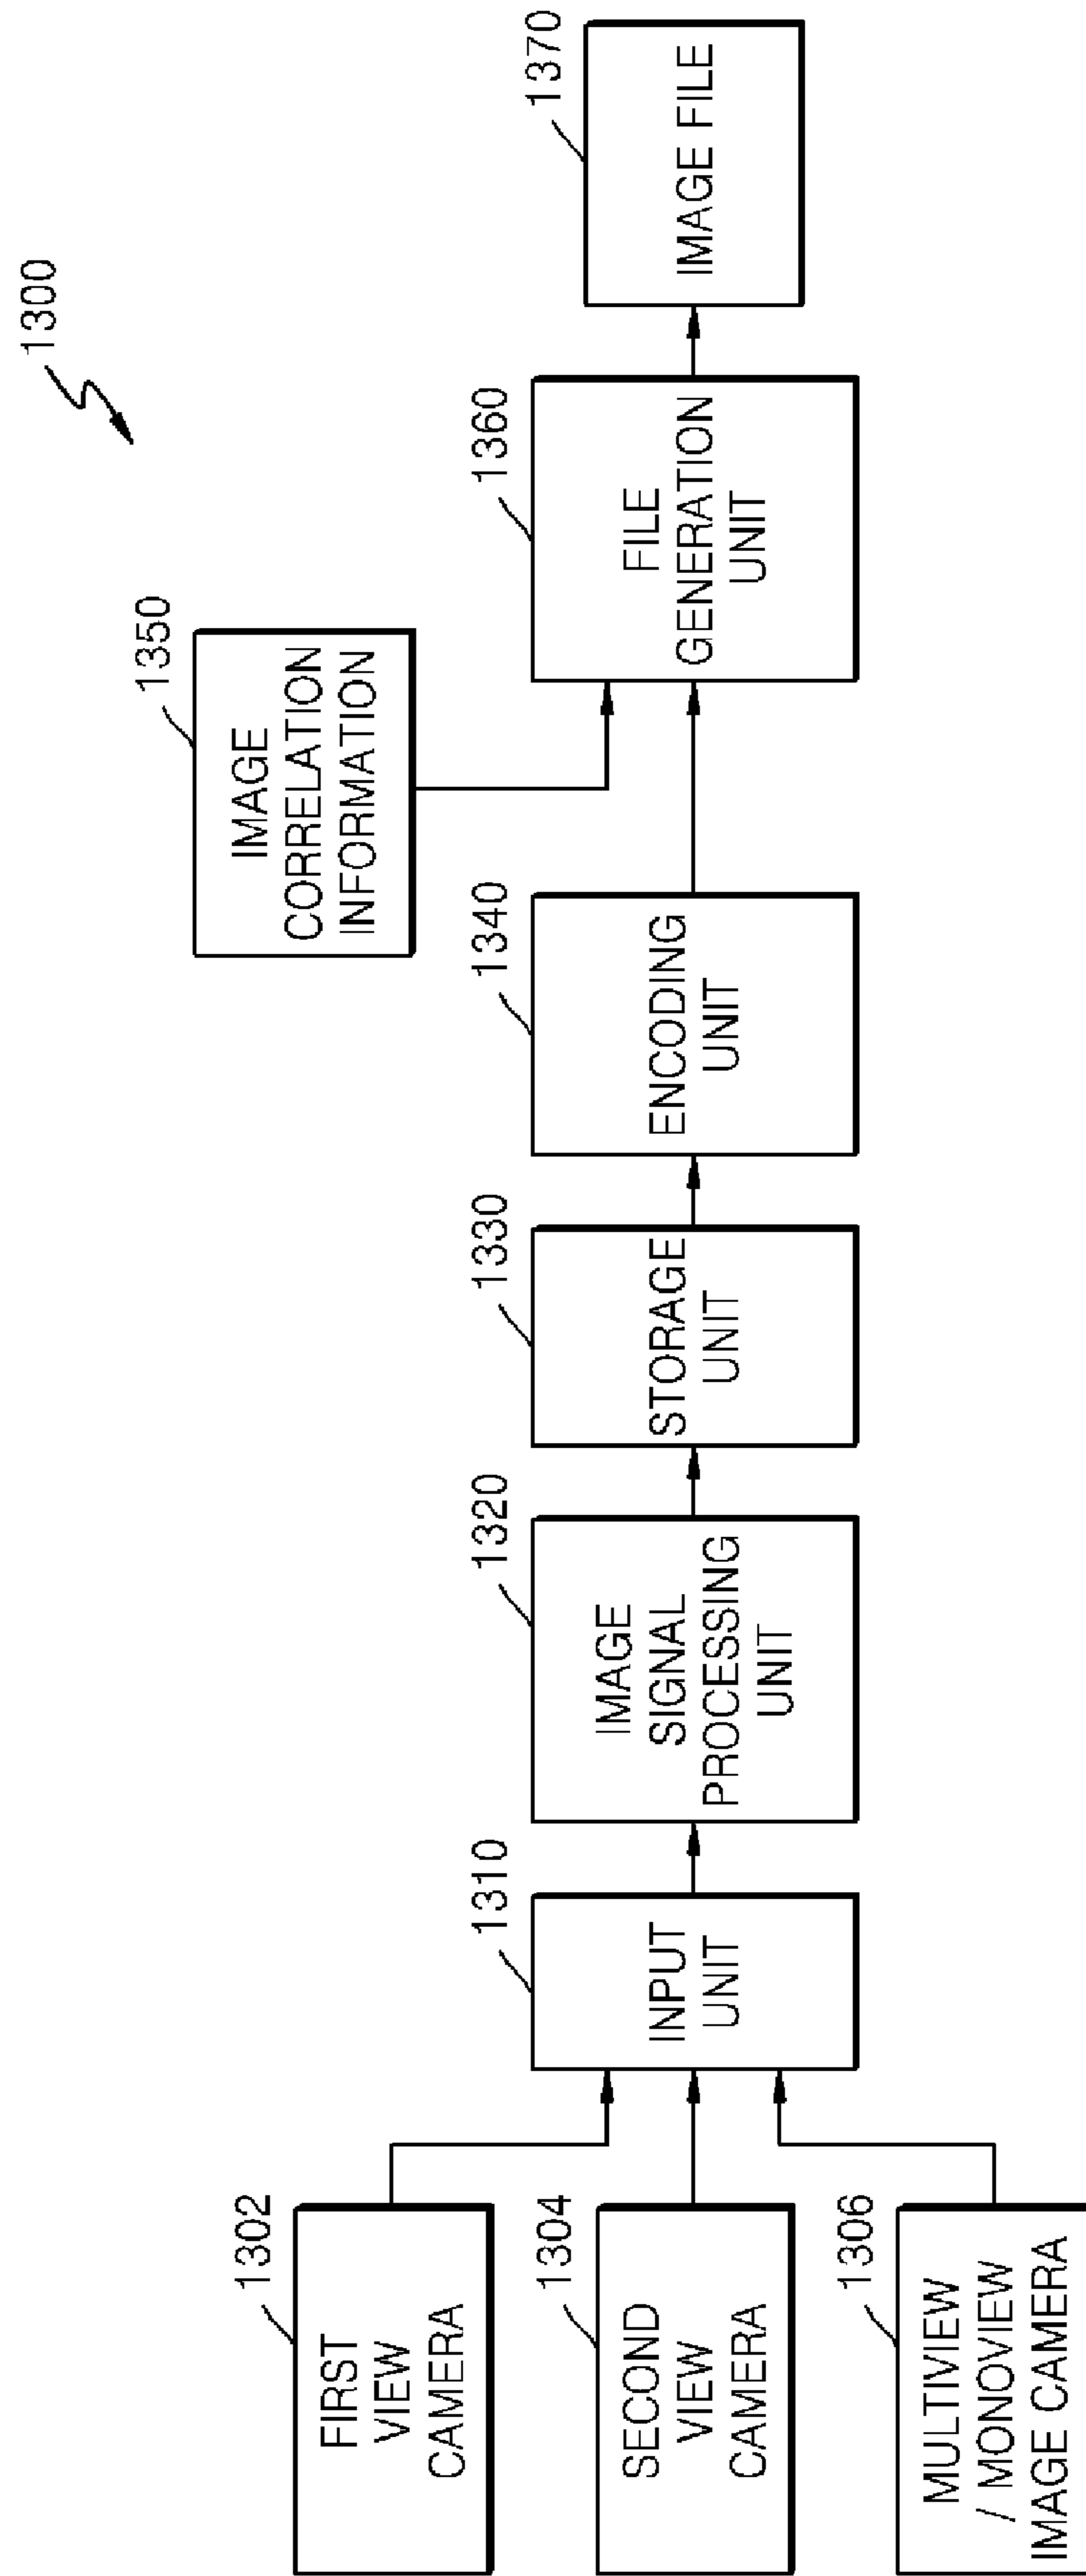 1300
1302
FIRST
VIEW
CAMERA
1304
SECOND
VIEW
CAMERA
1306
MULTIVIEW
/ MONOVIEW
IMAGE CAMERA
1310
INPUT
UNIT
1320
IMAGE
SIGNAL
PROCESSING
UNIT
1330
STORAGE
UNIT
1340
ENCODING
UNIT
1350
IMAGE
CORRELATION
INFORMATION
1360
FILE
GENERATION
UNIT
1370
IMAGE FILE